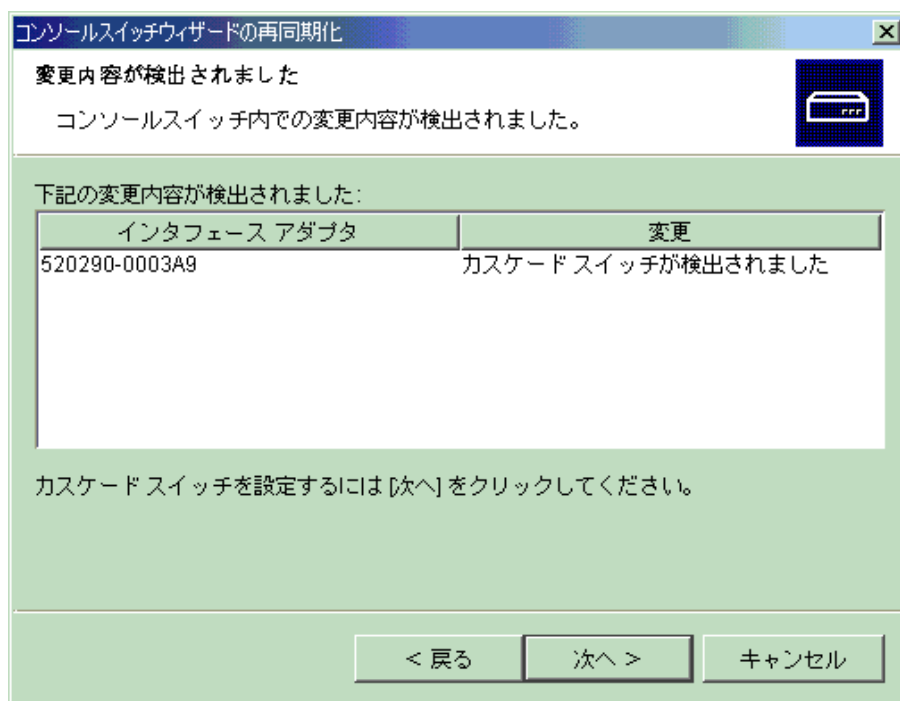 コンソールスイッチウィザードの再同期化
変更内容が検出されました
コンソールスイッチ内での変更内容が検出されました。
下記の変更内容が検出されました:
インタフェース アダプタ 変更
520290-0003A9 カスケード スイッチが検出されました
カスケード スイッチを設定するには [次へ] をクリックしてください。
< 戻る 次へ > キャンセル